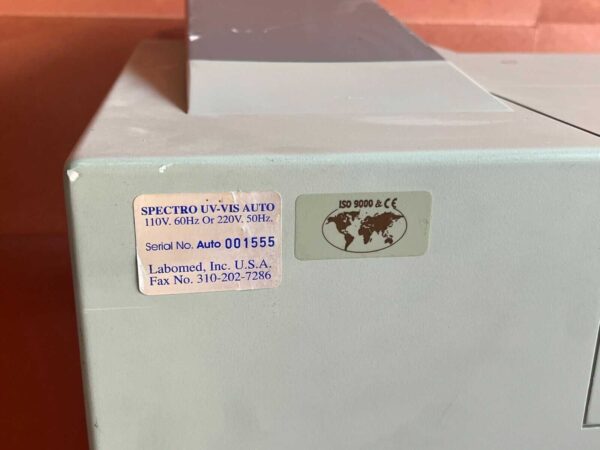 SPECTRO UV-VIS AUTO
110V. 60Hz Or 220V. 50Hz.
Serial No. Auto 001555
Labomed, Inc. U.S.A.
Fax No. 310-202-7286
ISO 9000 & CE